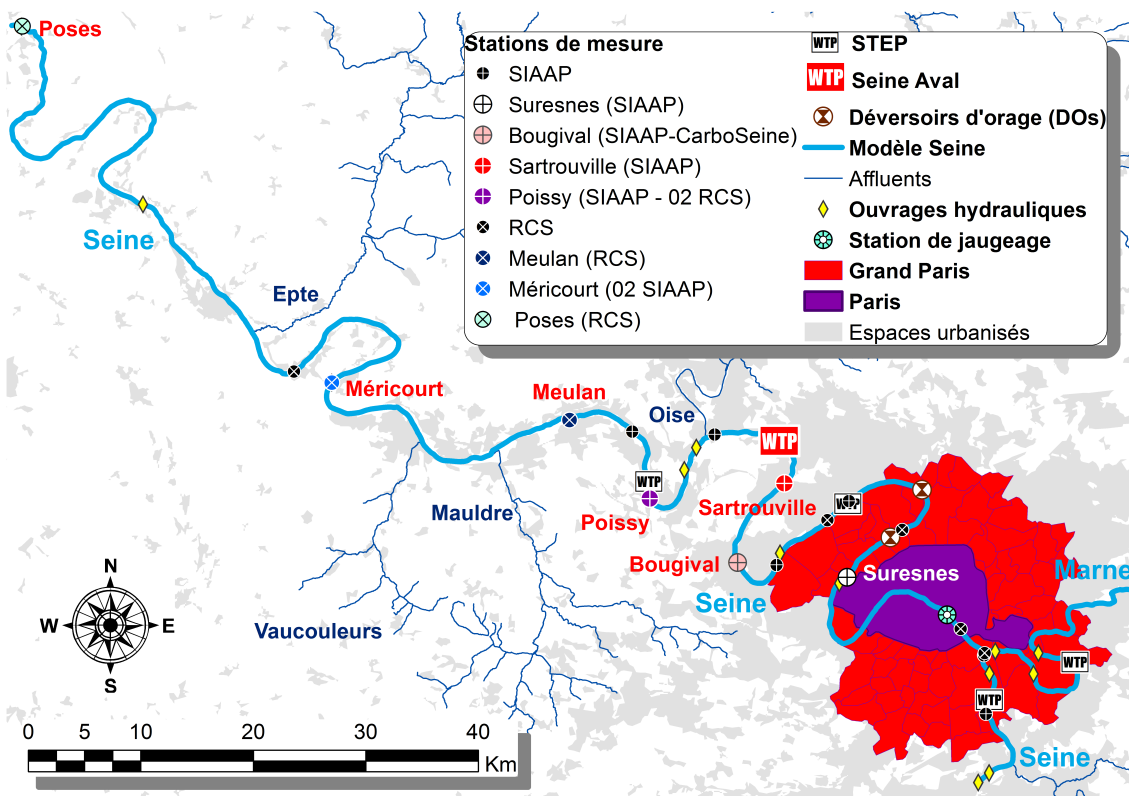 Poses
Stations de mesure
SIAAP
Suresnes (SIAAP)
Bougival (SIAAP-CarboSeine)
Sartrouville (SIAAP)
Poissy (SIAAP - 02 RCS)
RCS
Meulan (RCS)
Méricourt (02 SIAAP)
Poses (RCS)
WTP STEP
WTP Seine Aval
Déversoirs d'orage (DOs)
Modèle Seine
Affluents
Ouvrages hydrauliques
Station de jaugeage
Grand Paris
Paris
Espaces urbanisés
Seine
Epte
Méricourt
Meulan
Oise
WTP
WTP
Sartrouville
WTP
Mauldre
Poissy
Bougival
Suresnes
Marne
Seine
Vaucouleurs
N
W E
S
WTP
WTP
Seine
0 5 10 20 30 40
Km